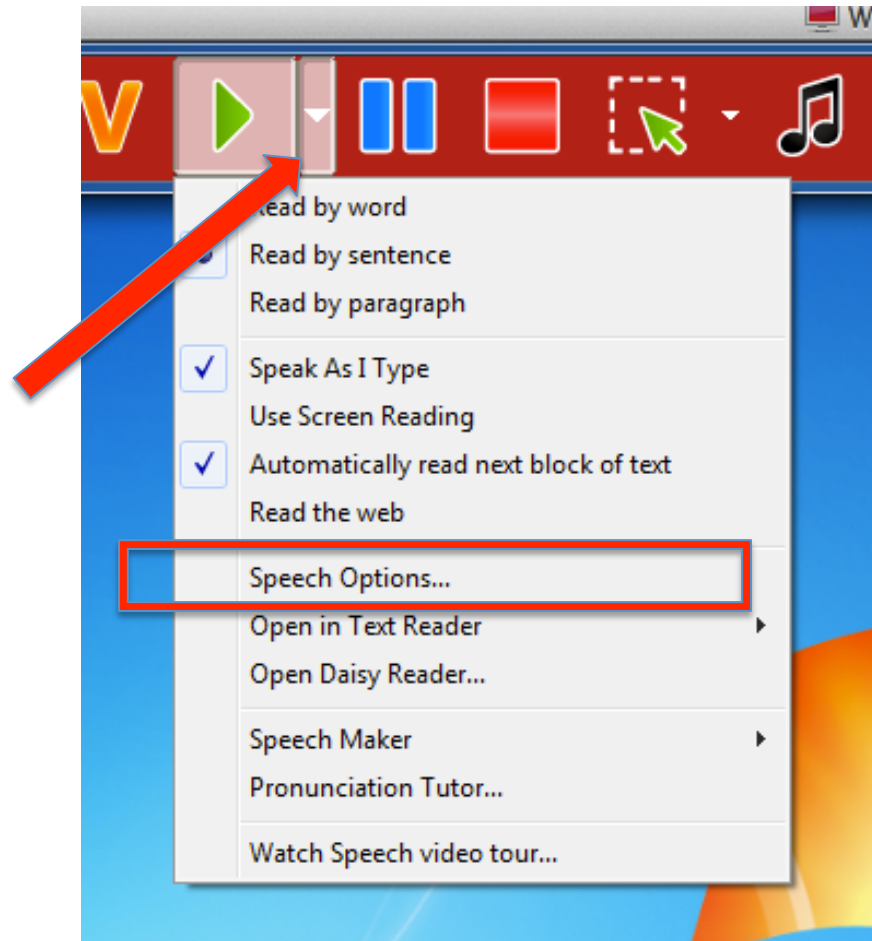 W
V
Read by word
Read by sentence
Read by paragraph
Speak As I Type
Use Screen Reading
Automatically read next block of text
Read the web
Speech Options...
Open in Text Reader
Open Daisy Reader...
Speech Maker
Pronunciation Tutor...
Watch Speech video tour...